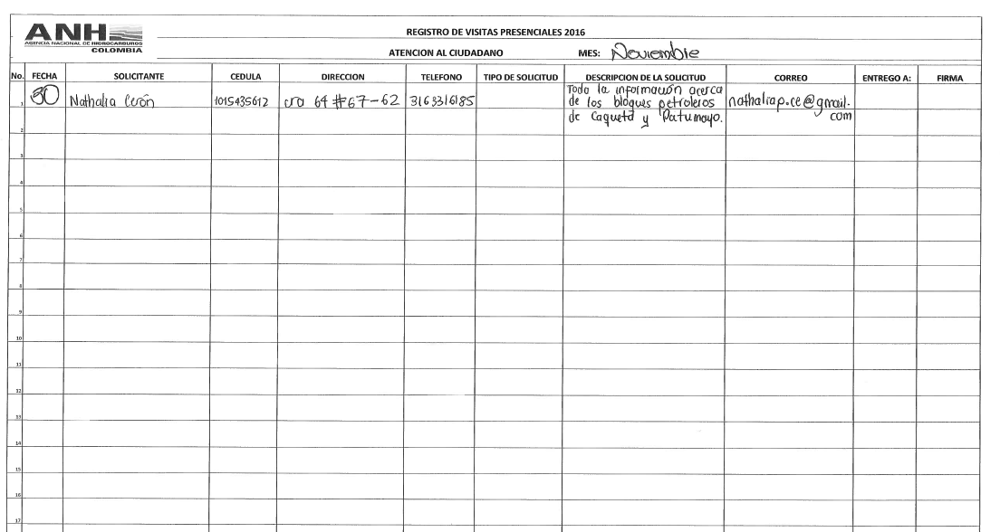 ANH
AGENCIA NACIONAL DE HIDROCARBUROS
COLOMBIA
REGISTRO DE VISITAS PRESENCIALES 2016
ATENCION AL CIUDADANO MES: Noviembre
No. FECHA SOLICITANTE CEDULA DIRECCION TELEFONO TIPO DE SOLICITUD DESCRIPCION DE LA SOLICITUD CORREO ENTREGO A: FIRMA
1 30 Nathalia Cerón 1015435612 cra 64 #67-62 3163316185 Toda la información acerca de los bloques petroleros de Caquetá y Putumayo. nathaliap.ce@gmail.com
2
3
4
5
6
7
8
9
10
11
12
13
14
15
16
17